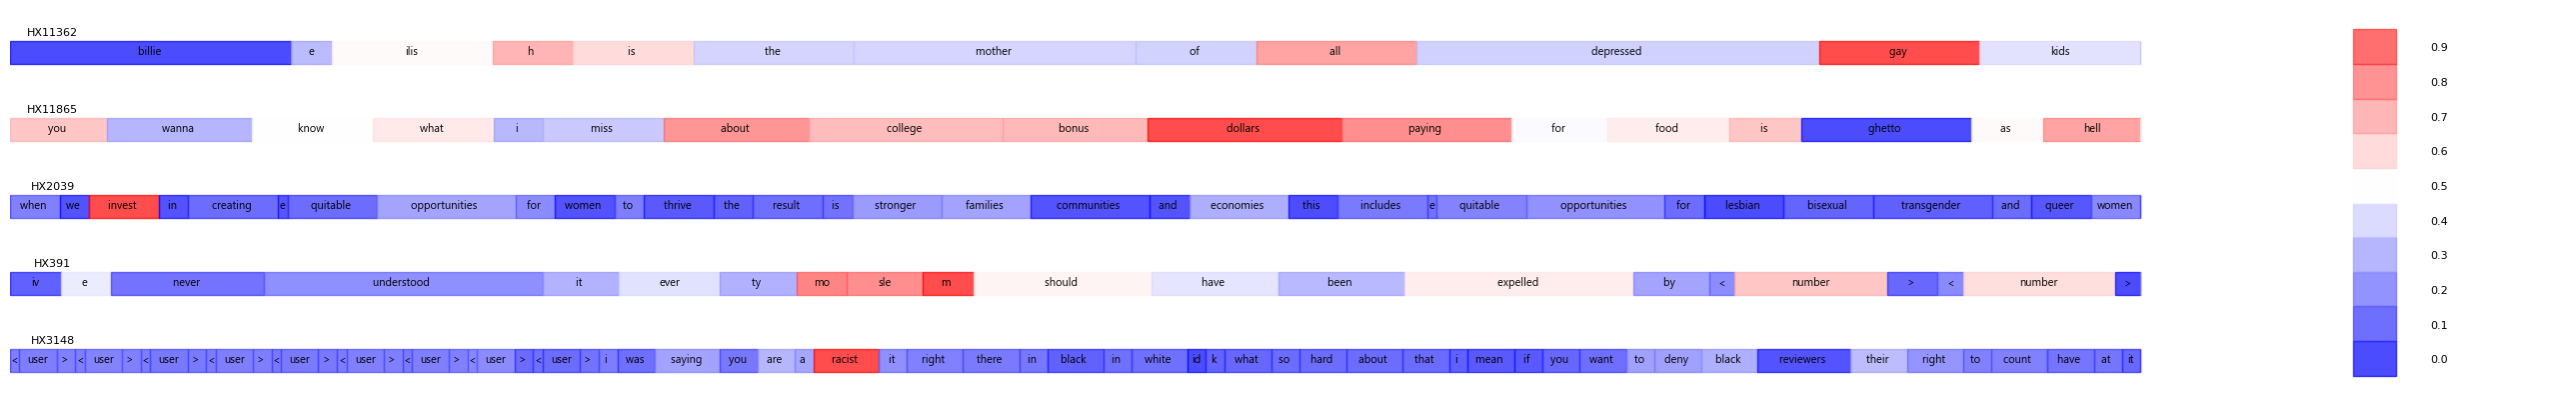 HX11362
billie e ilis h is the mother of all depressed gay kids
HX11865
you wanna know what i miss about college bonus dollars paying for food is ghetto as hell
HX2039
when we invest in creating e quitable opportunities for women to thrive the result is stronger families communities and economies this includes e quitable opportunities for lesbian bisexual transgender and queer women
HX391
iv e never understood it ever ty mo sle m should have been expelled by < number > < number >
HX3148
< user > < user > < user > < user > < user > < user > < user > < user > < user > i was saying you are a racist it right there in black in white id k what so hard about that i mean if you want to deny black reviewers their right to count have at it
0.9
0.8
0.7
0.6
0.5
0.4
0.3
0.2
0.1
0.0